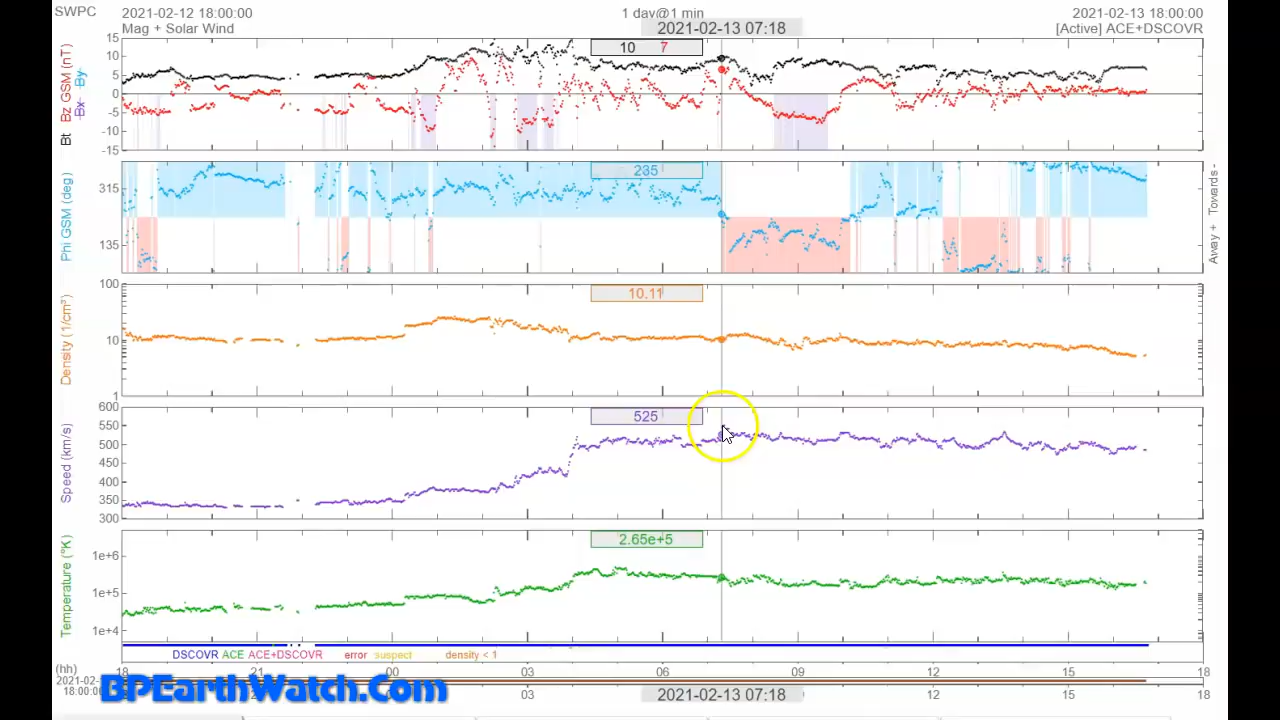 SWPC
2021-02-12 18:00:00
1 day@1 min
2021-02-13 18:00:00
Mag + Solar Wind
2021-02-13 07:18
[Active] ACE+DSCOVR
Bt Bz GSM (nT)
Bx By
15
10
5
0
-5
-10
-15
10 7
Phi GSM (deg)
315
135
235
Away + Towards -
Density (1/cm³)
100
10
1
10.11
Speed (km/s)
600
550
500
450
400
350
300
525
Temperature (°K)
1e+6
1e+5
1e+4
2.65e+5
DSCOVR ACE ACE+DSCOVR error suspect density < 1
(hh)
18 21 00 03 06 09 12 15 18
2021-02-
18:00:00
03 2021-02-13 07:18 12 15 18
BPEarthWatch.Com